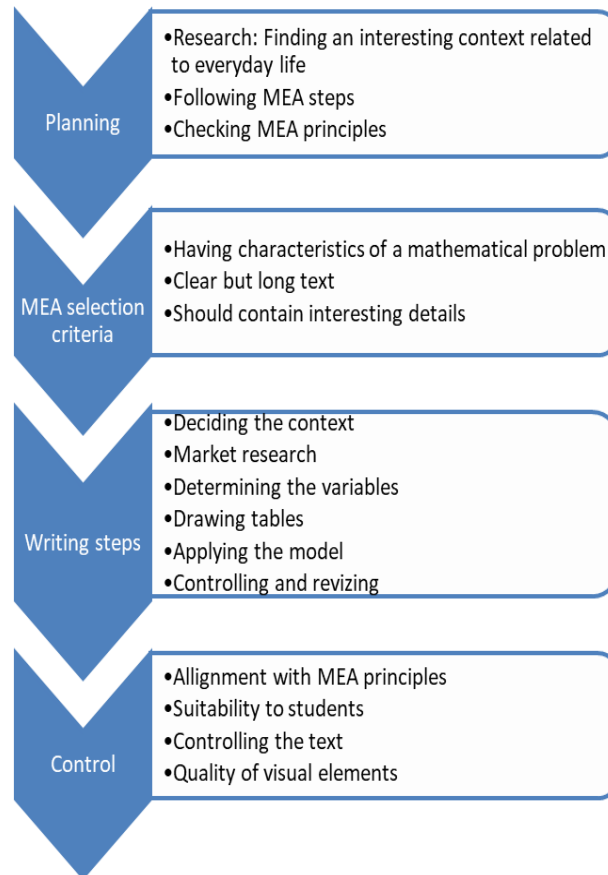 Planning
•Research: Finding an interesting context related
to everyday life
•Following MEA steps
•Checking MEA principles
MEA selection
criteria
•Having characteristics of a mathematical problem
•Clear but long text
•Should contain interesting details
Writing steps
•Deciding the context
•Market research
•Determining the variables
•Drawing tables
•Applying the model
•Controlling and revizing
Control
•Allignment with MEA principles
•Suitability to students
•Controlling the text
•Quality of visual elements